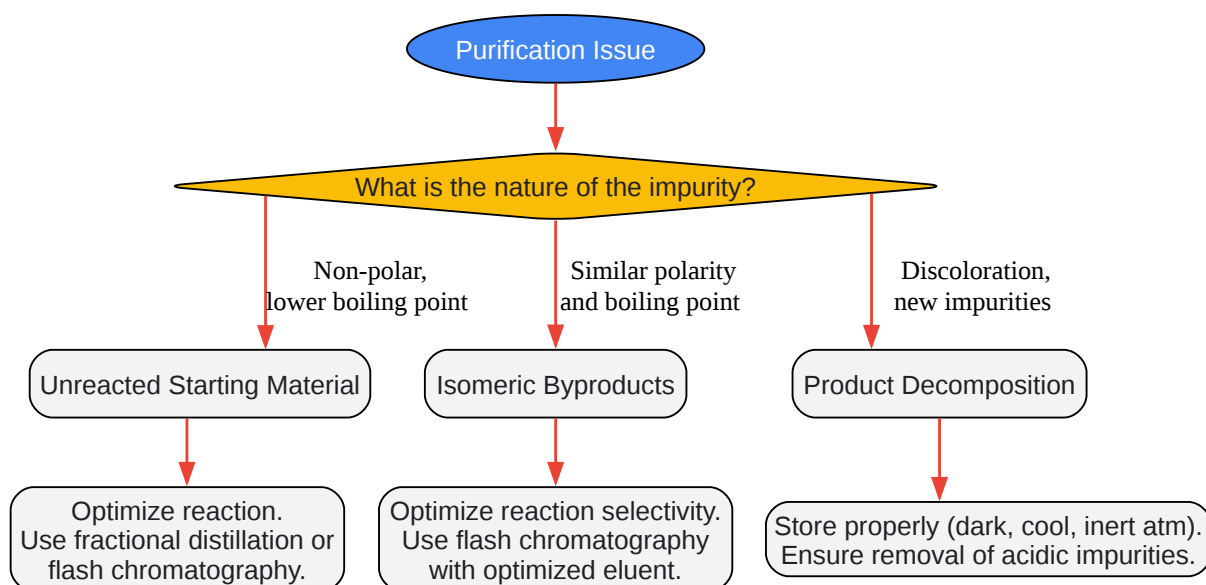 Purification Issue
What is the nature of the impurity?
Non-polar,
lower boiling point
Similar polarity
and boiling point
Discoloration,
new impurities
Unreacted Starting Material
Isomeric Byproducts
Product Decomposition
Optimize reaction.
Use fractional distillation or
flash chromatography.
Optimize reaction selectivity.
Use flash chromatography
with optimized eluent.
Store properly (dark, cool, inert atm).
Ensure removal of acidic impurities.